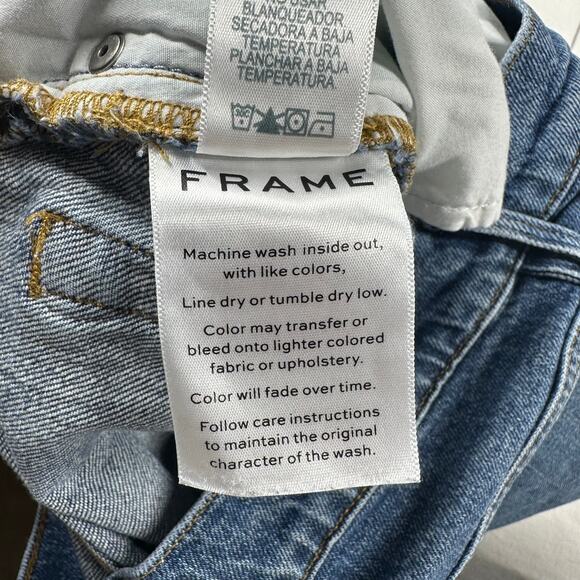 USAR
BLANQUEADOR
SECADORA A BAJA
TEMPERATURA
PLANCHAR A BAJA
TEMPERATURA
FRAME
Machine wash inside out,
with like colors,
Line dry or tumble dry low.
Color may transfer or
bleed onto lighter colored
fabric or upholstery.
Color will fade over time.
Follow care instructions
to maintain the original
character of the wash.